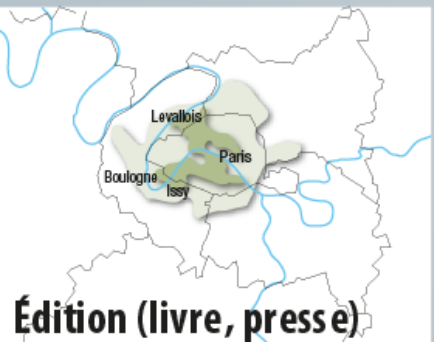 Levallois
Paris
Boulogne
Issy
Édition (livre, presse)